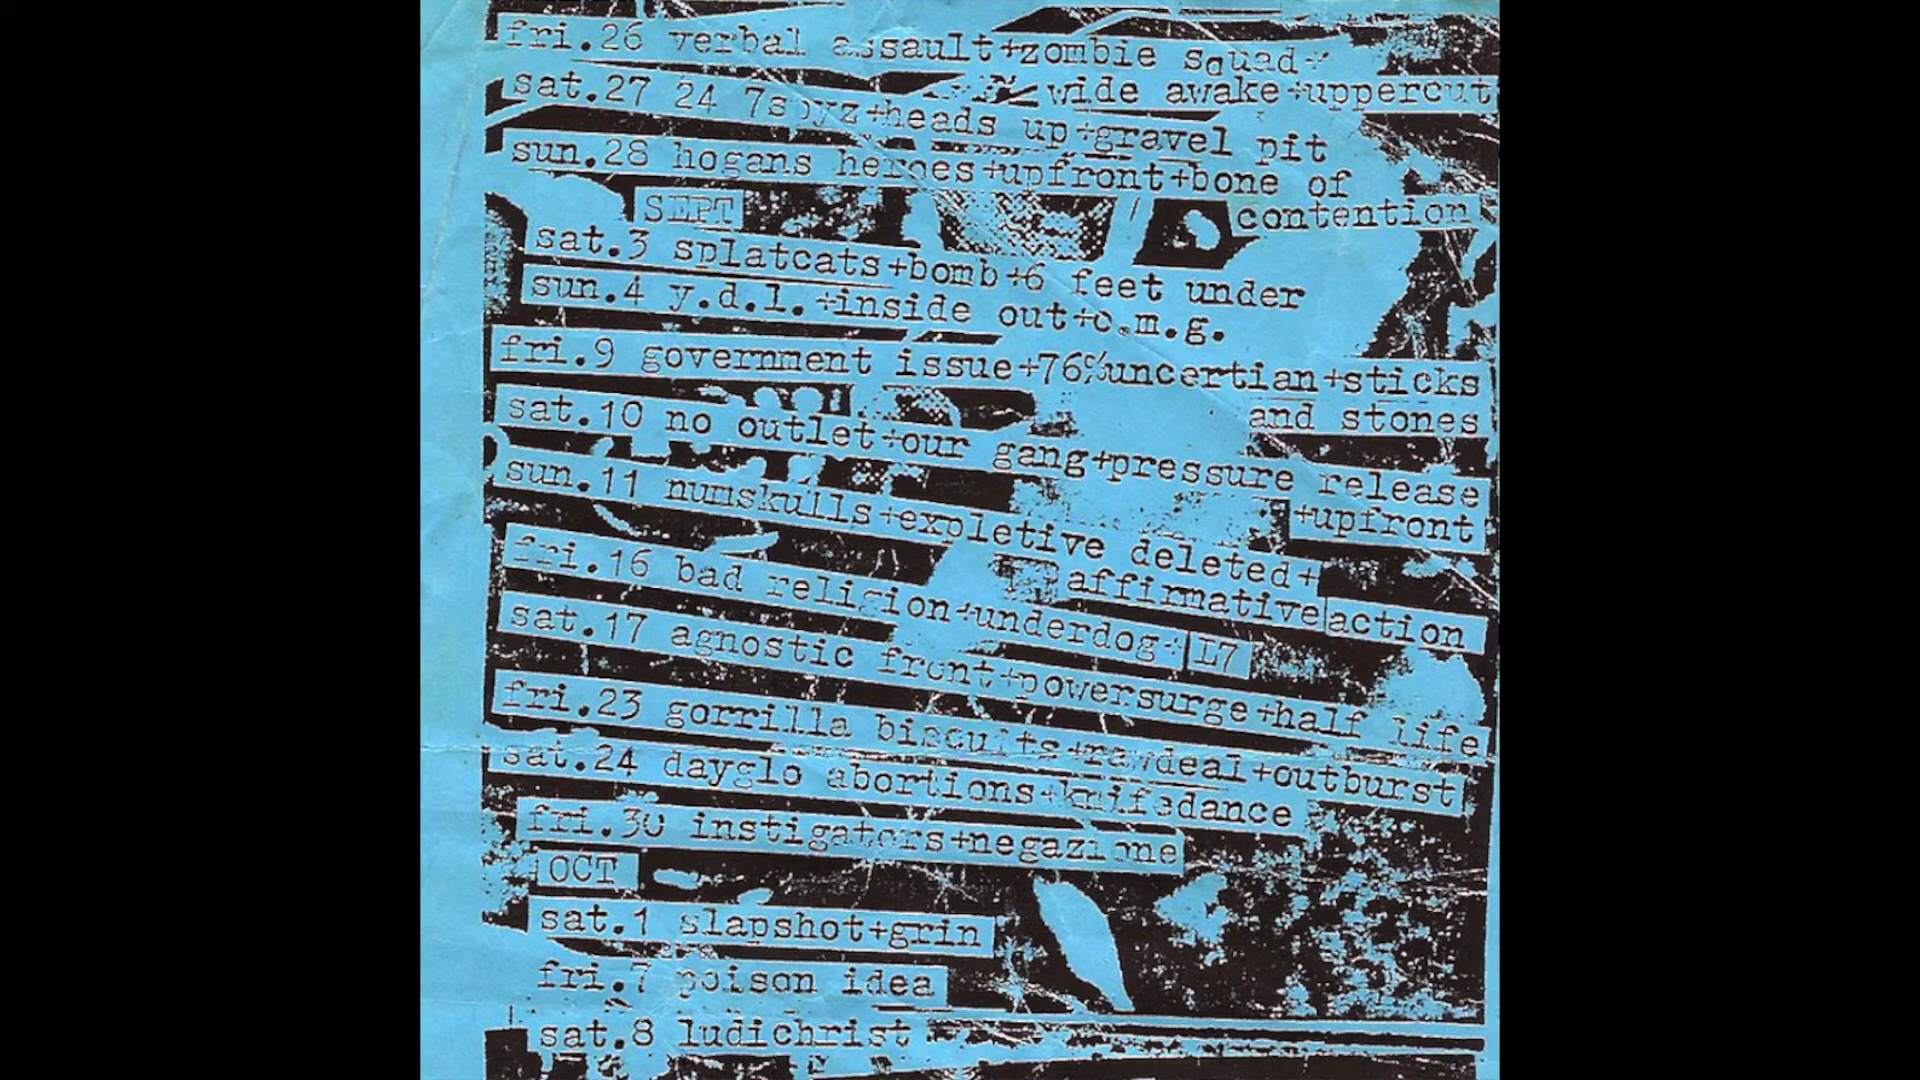 fri.26 verbal assault+zombie squad+
wide awake+uppercut
sat.27 24 7spyz+heads up+gravel pit
sun.28 hogans heroes+upfront+bone of
contention
SEPT
sat.3 splatcats+bomb+6 feet under
sun.4 y.d.l.+inside out+c.m.g.
fri.9 government issue+76%uncertian+sticks
and stones
sat.10 no outlet+our gang+pressure release
+upfront
sun.11 numskulls+expletive deleted+
affirmative action
fri.16 bad religion+underdog+L7
sat.17 agnostic front+powersurge+half life
fri.23 gorrilla biscuits+rawdeal+outburst
sat.24 dayglo abortions+knifedance
fri.30 instigators+negazione
OCT
sat.1 slapshot+grin
fri.7 poison idea
sat.8 ludichrist